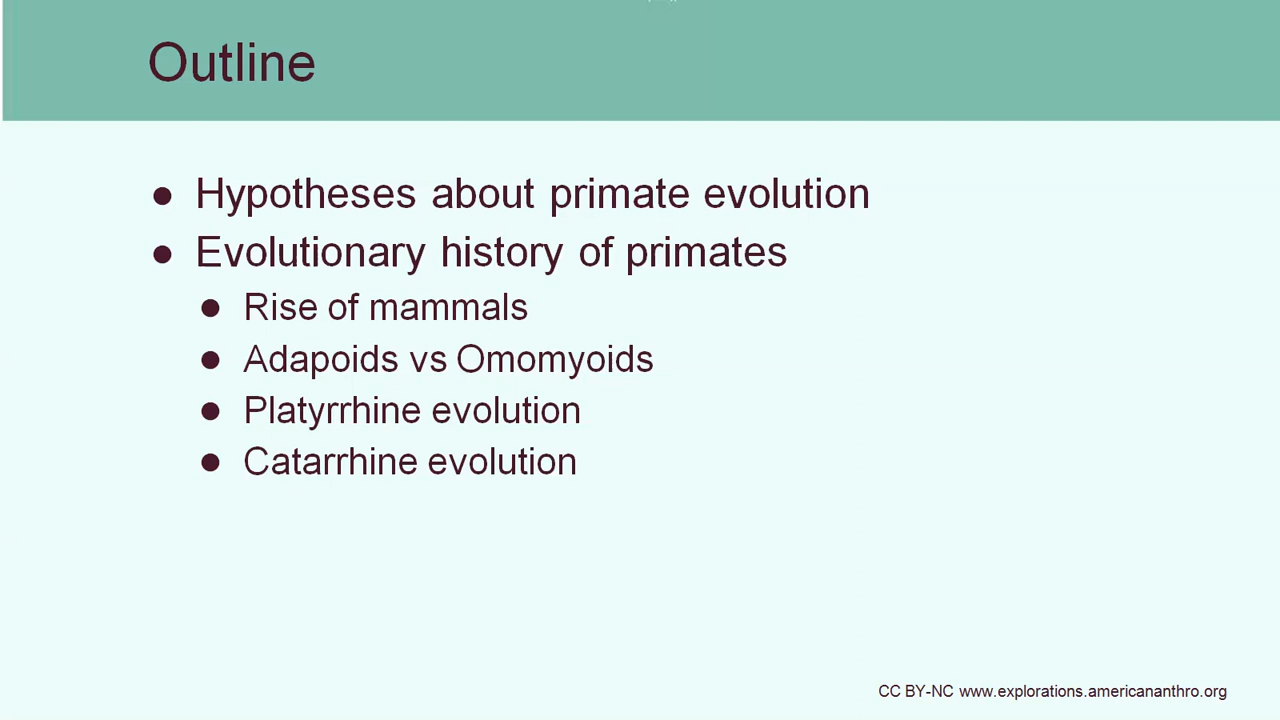 Outline
● Hypotheses about primate evolution
● Evolutionary history of primates
● Rise of mammals
● Adapoids vs Omomyoids
● Platyrrhine evolution
● Catarrhine evolution
CC BY-NC www.explorations.americananthro.org